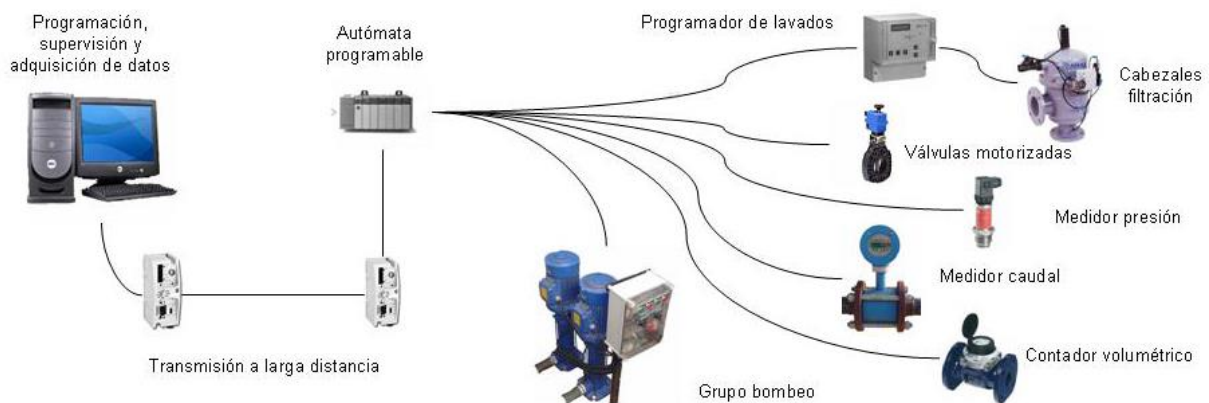 Programación,
supervisión y
adquisición de datos
Autómata
programable
Programador de lavados
Cabezales
filtración
Válvulas motorizadas
Medidor presión
Medidor caudal
Contador volumétrico
Transmisión a larga distancia
Grupo bombeo